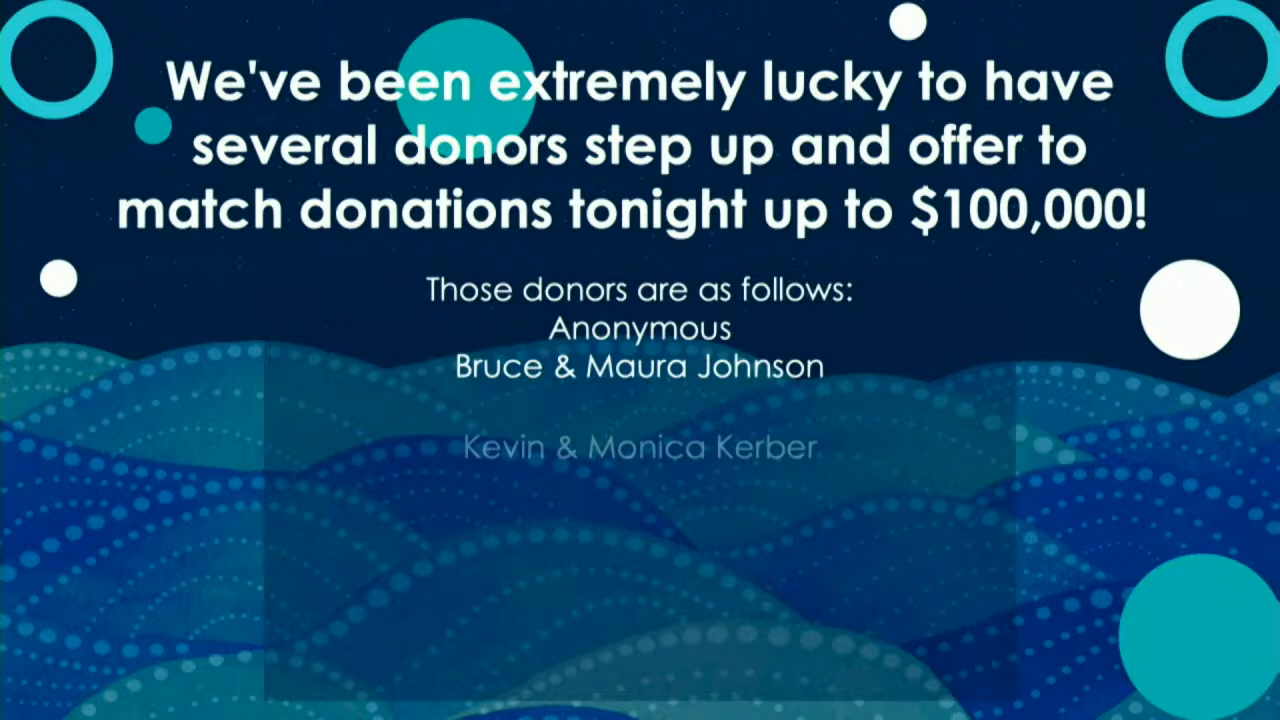 We've been extremely lucky to have
several donors step up and offer to
match donations tonight up to $100,000!
Those donors are as follows:
Anonymous
Bruce & Maura Johnson
Kevin & Monica Kerber